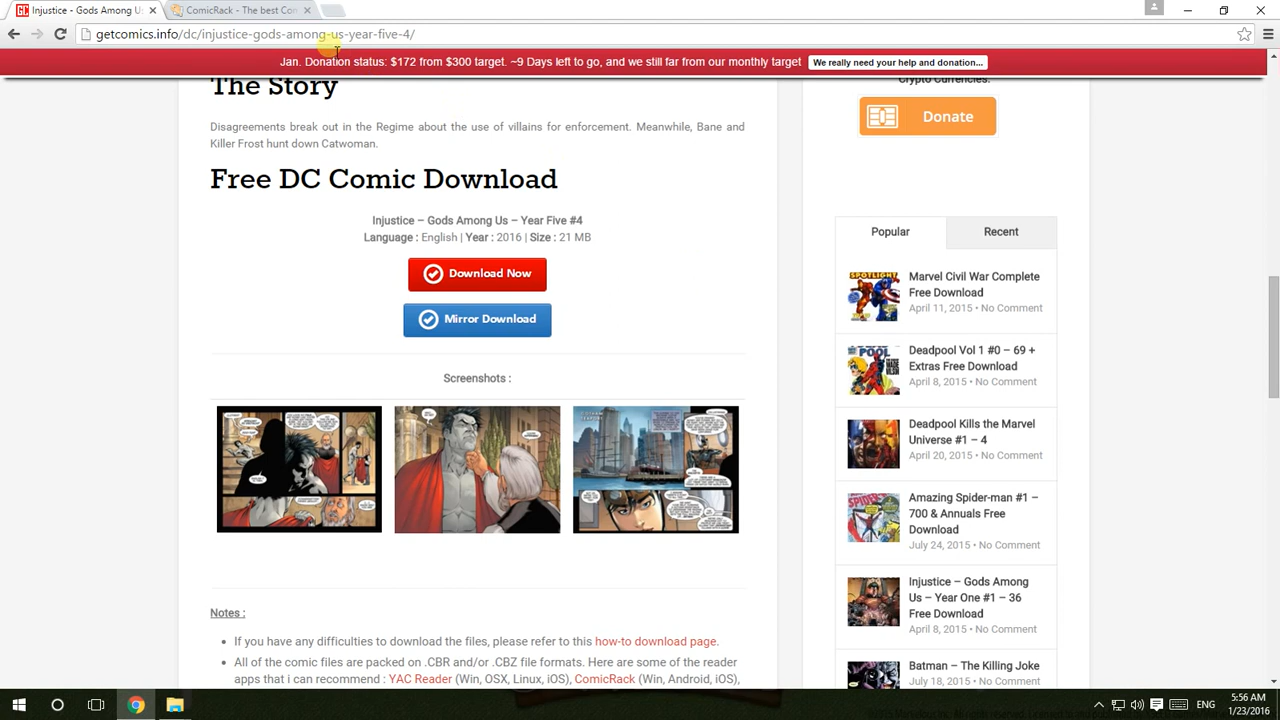 Injustice - Gods Among Us
ComicRack - The best Com
getcomics.info/dc/injustice-gods-among-us-year-five-4/
Jan. Donation status: $172 from $300 target. ~9 Days left to go, and we still far from our monthly target
We really need your help and donation...
The Story
Disagreements break out in the Regime about the use of villains for enforcement. Meanwhile, Bane and
Killer Frost hunt down Catwoman.
Free DC Comic Download
Injustice – Gods Among Us – Year Five #4
Language : English | Year : 2016 | Size : 21 MB
Download Now
Mirror Download
Screenshots :
Notes :
If you have any difficulties to download the files, please refer to this how-to download page.
All of the comic files are packed on .CBR and/or .CBZ file formats. Here are some of the reader
apps that i can recommend : YAC Reader (Win, OSX, Linux, iOS), ComicRack (Win, Android, iOS),
Crypto Currencies.
Donate
Popular
Recent
Marvel Civil War Complete
Free Download
April 11, 2015 • No Comment
Deadpool Vol 1 #0 – 69 +
Extras Free Download
April 8, 2015 • No Comment
Deadpool Kills the Marvel
Universe #1 – 4
April 20, 2015 • No Comment
Amazing Spider-man #1 –
700 & Annuals Free
Download
July 24, 2015 • No Comment
Injustice – Gods Among
Us – Year One #1 – 36
Free Download
April 8, 2015 • No Comment
Batman – The Killing Joke
July 18, 2015 • No Comment
ENG
5:56 AM
1/23/2016